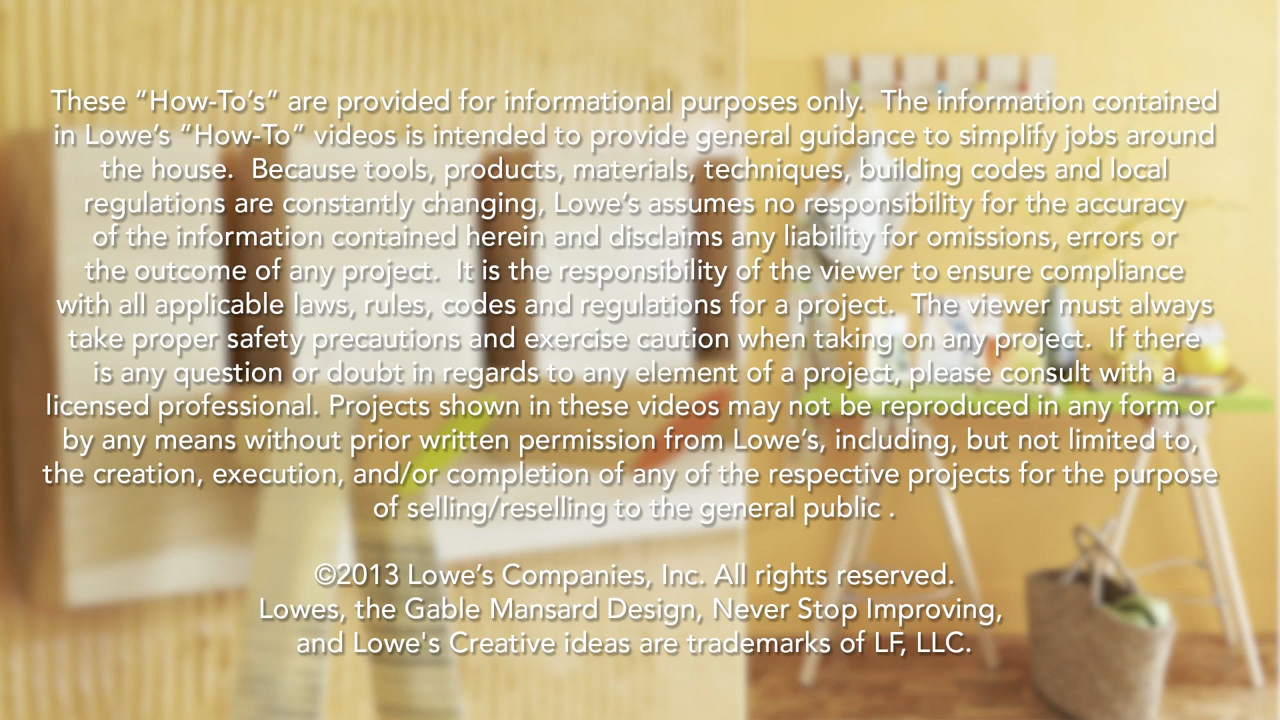 These “How-To’s” are provided for informational purposes only.  The information contained
in Lowe’s “How-To” videos is intended to provide general guidance to simplify jobs around
the house.  Because tools, products, materials, techniques, building codes and local
regulations are constantly changing, Lowe’s assumes no responsibility for the accuracy
of the information contained herein and disclaims any liability for omissions, errors or
the outcome of any project.  It is the responsibility of the viewer to ensure compliance
with all applicable laws, rules, codes and regulations for a project.  The viewer must always
take proper safety precautions and exercise caution when taking on any project.  If there
is any question or doubt in regards to any element of a project, please consult with a
licensed professional. Projects shown in these videos may not be reproduced in any form or
by any means without prior written permission from Lowe’s, including, but not limited to,
the creation, execution, and/or completion of any of the respective projects for the purpose
of selling/reselling to the general public .
©2013 Lowe’s Companies, Inc. All rights reserved.
Lowes, the Gable Mansard Design, Never Stop Improving,
and Lowe's Creative ideas are trademarks of LF, LLC.